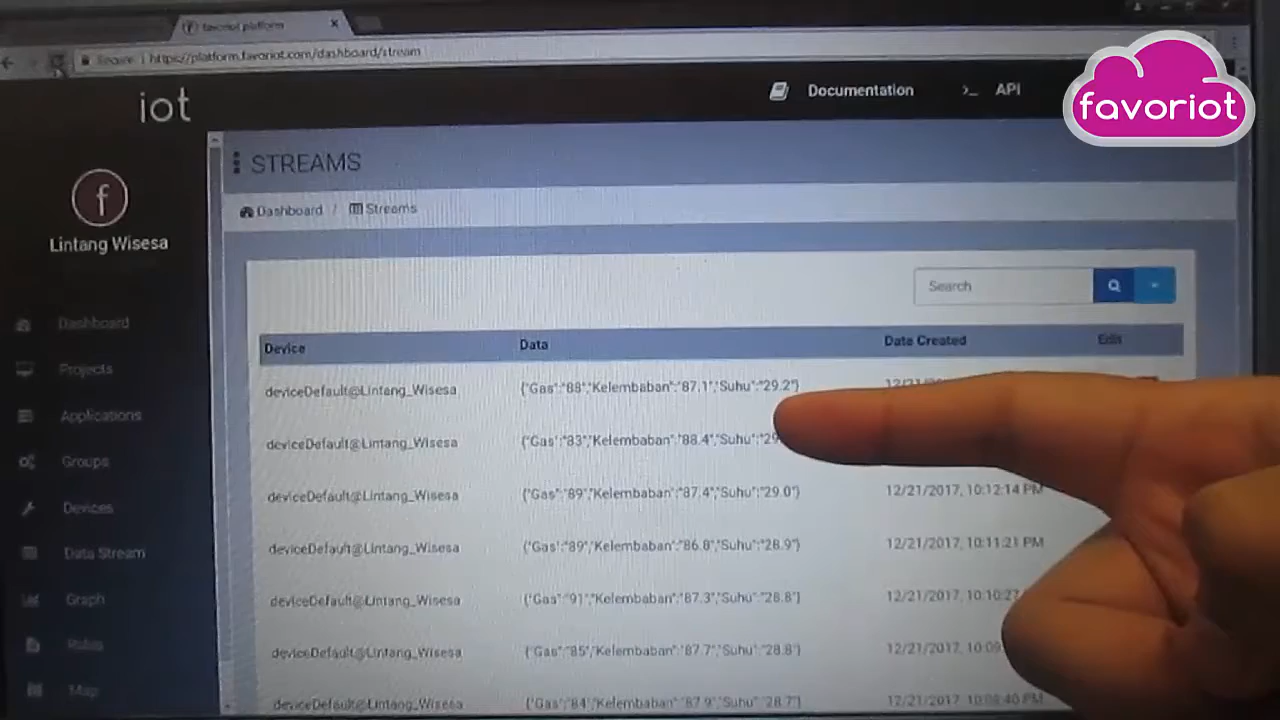 favoriot platform
https://platform.favoriot.com/dashboard/stream
iot
Documentation
>_ API
favoriot
STREAMS
Lintang Wisesa
Dashboard / Streams
Search
Device Data Date Created Edit
deviceDefault@Lintang_Wisesa {"Gas":"88","Kelembaban":"87.1","Suhu":"29.2"}
deviceDefault@Lintang_Wisesa {"Gas":"83","Kelembaban":"88.4","Suhu":"29
deviceDefault@Lintang_Wisesa {"Gas":"89","Kelembaban":"87.4","Suhu":"29.0"} 12/21/2017, 10:12:14 PM
deviceDefault@Lintang_Wisesa {"Gas":"89","Kelembaban":"86.8","Suhu":"28.9"} 12/21/2017, 10:11:21 PM
deviceDefault@Lintang_Wisesa {"Gas":"91","Kelembaban":"87.3","Suhu":"28.8"} 12/21/2017, 10:10:27
deviceDefault@Lintang_Wisesa {"Gas":"85","Kelembaban":"87.7","Suhu":"28.8"} 12/21/2017, 10:09
deviceDefault@Lintang_Wisesa {"Gas":"84","Kelembaban":"87.9","Suhu":"28.7"} 12/21/2017, 10:08:40 PM
Dashboard
Projects
Applications
Groups
Devices
Data Stream
Graph
Rules
Map